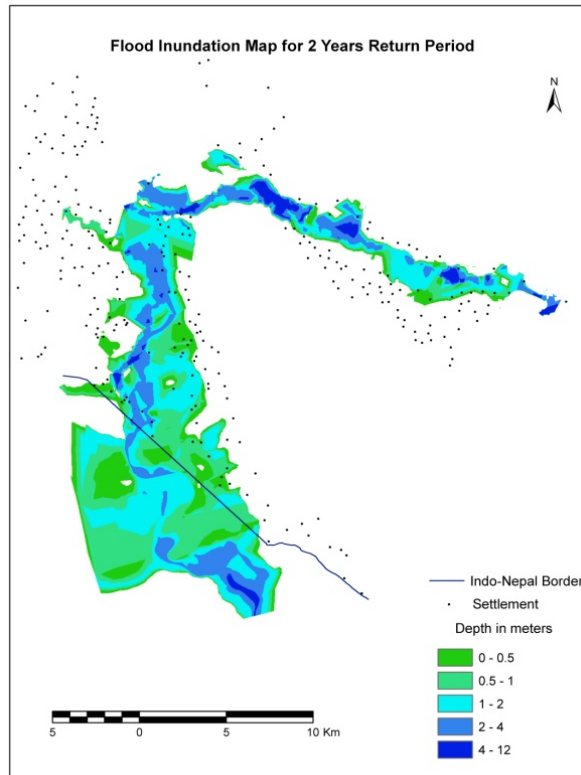 Flood Inundation Map for 2 Years Return Period
N
Indo-Nepal Border
Settlement
Depth in meters
0 - 0.5
0.5 - 1
1 - 2
2 - 4
4 - 12
5 0 5 10 Km